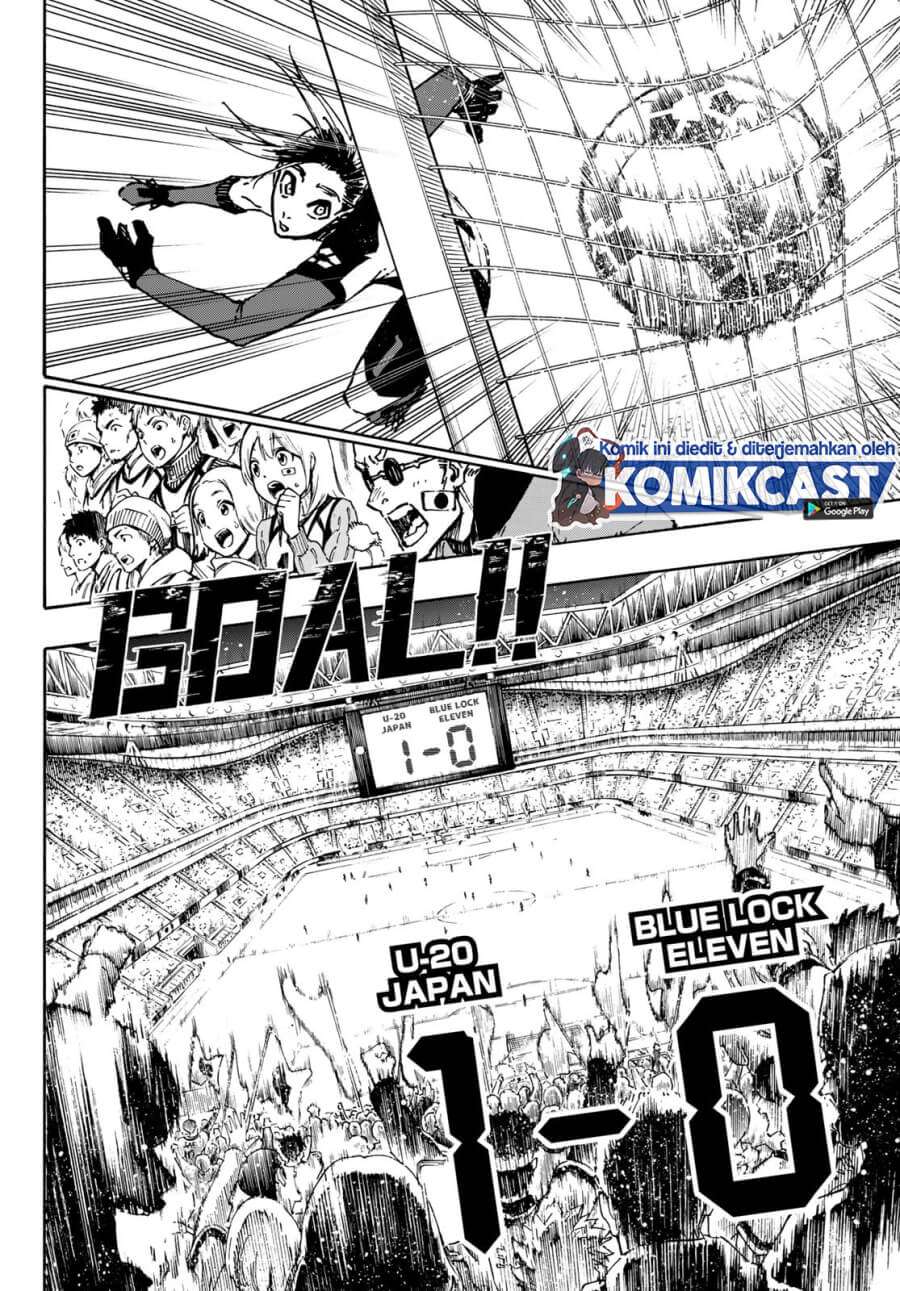 Komik ini diedit & diterjemahkan oleh
KOMIKCAST
GET IT ON
Google Play
GOAL!!
U-20
JAPAN
BLUE LOCK
ELEVEN
1-0
U-20
JAPAN
BLUE LOCK
ELEVEN
1-0